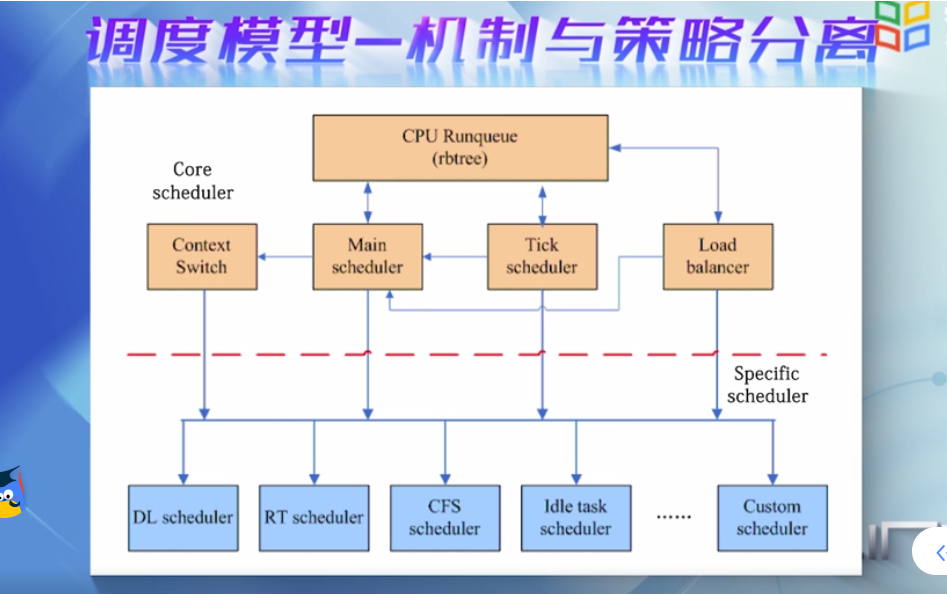 调度模型—机制与策略分离
CPU Runqueue
(rbtree)
Core
scheduler
Context
Switch
Main
scheduler
Tick
scheduler
Load
balancer
Specific
scheduler
DL scheduler
RT scheduler
CFS
scheduler
Idle task
scheduler
......
Custom
scheduler